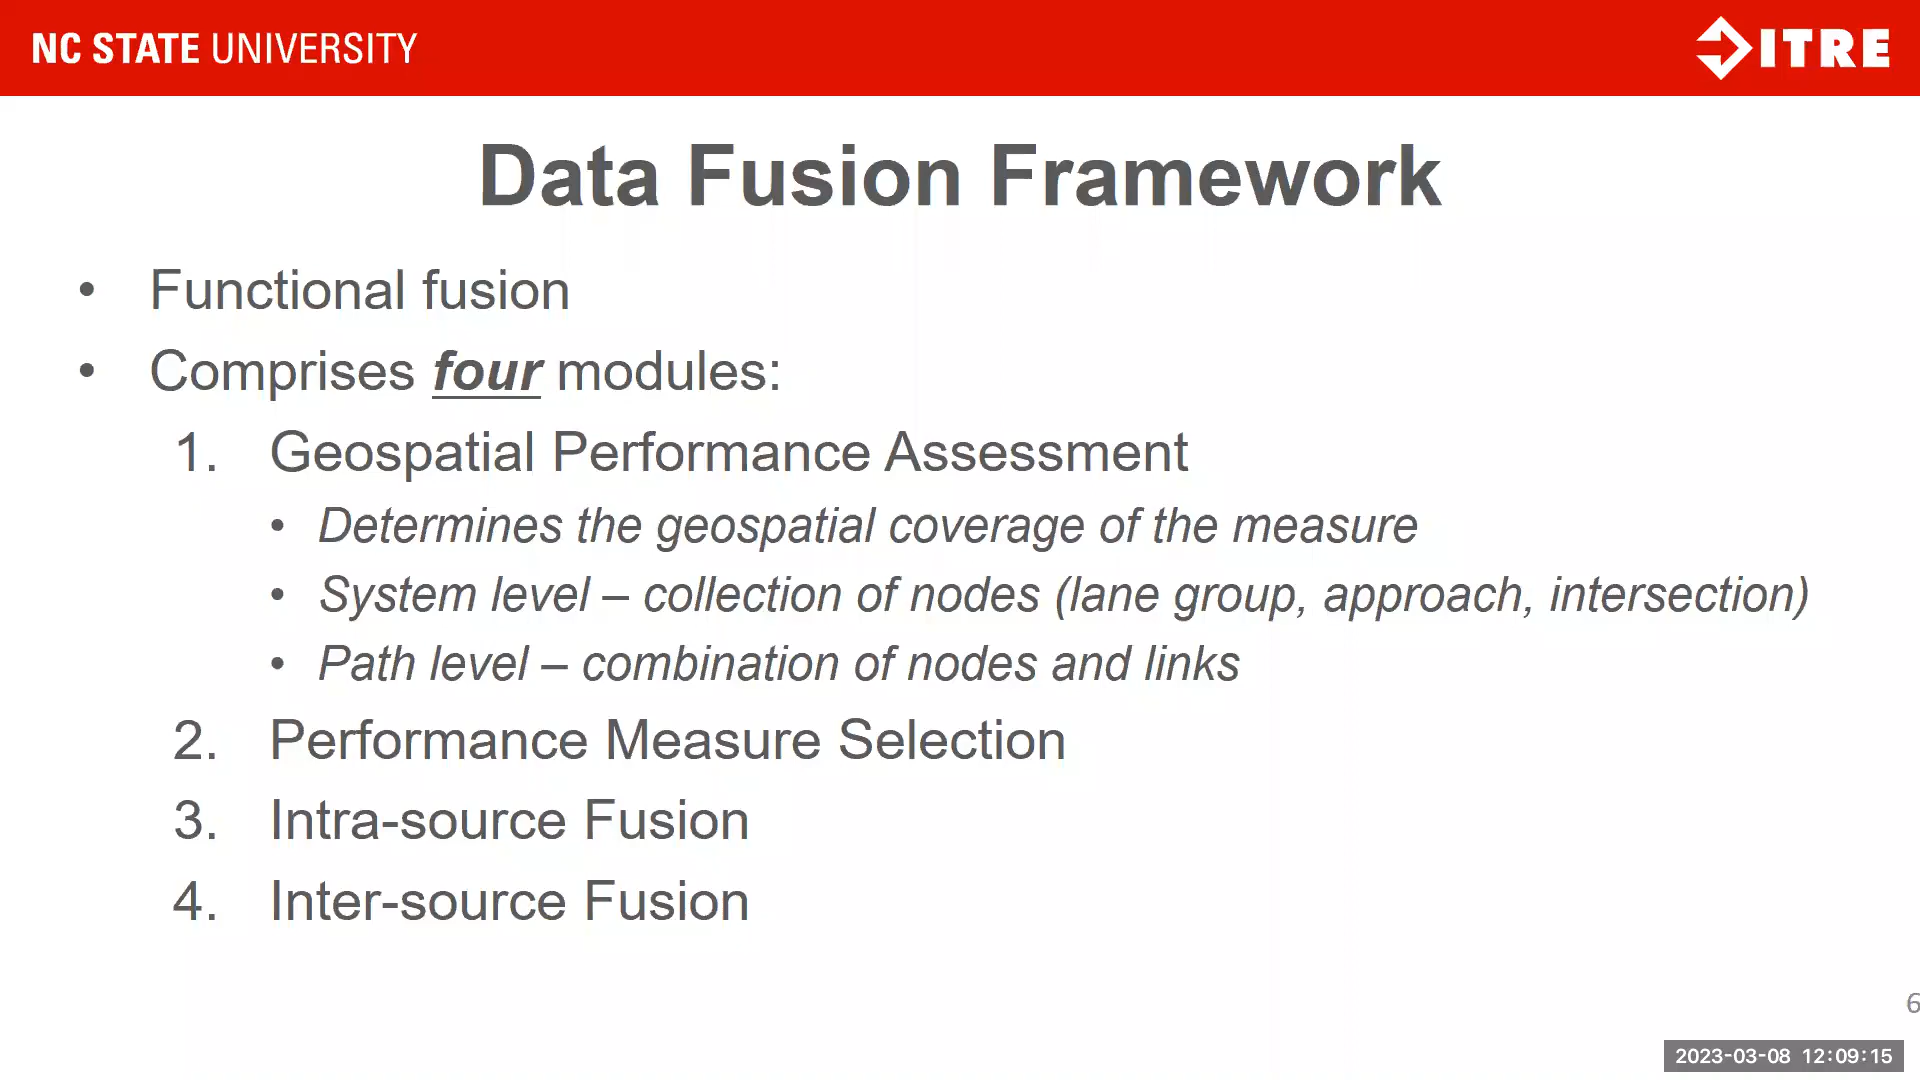 NC STATE UNIVERSITY
ITRE
Data Fusion Framework
• Functional fusion
• Comprises four modules:
1. Geospatial Performance Assessment
• Determines the geospatial coverage of the measure
• System level – collection of nodes (lane group, approach, intersection)
• Path level – combination of nodes and links
2. Performance Measure Selection
3. Intra-source Fusion
4. Inter-source Fusion
6
2023-03-08 12:09:15